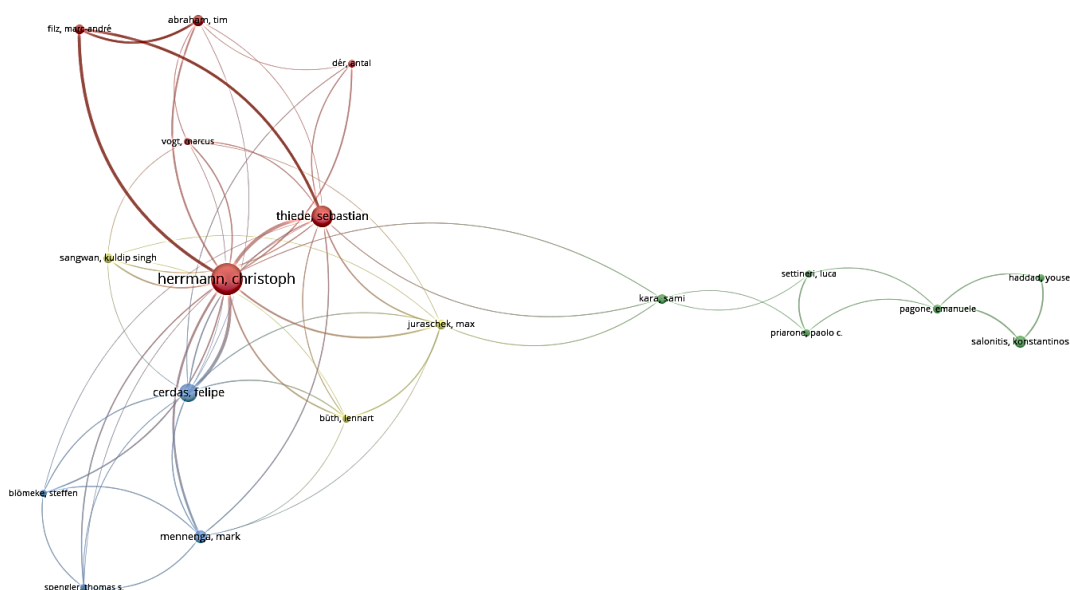 abraham, tim
filz, marc-andré
dér, antal
vogt, marcus
thiede, sebastian
sangwan, kuldip singh
herrmann, christoph
settineri, luca
haddad, youse
kara, sami
pagone, emanuele
juraschek, max
priarone, paolo c.
salonitis, konstantinos
cerdas, felipe
büth, lennart
blömeke, steffen
mennenga, mark
spengler, thomas s.